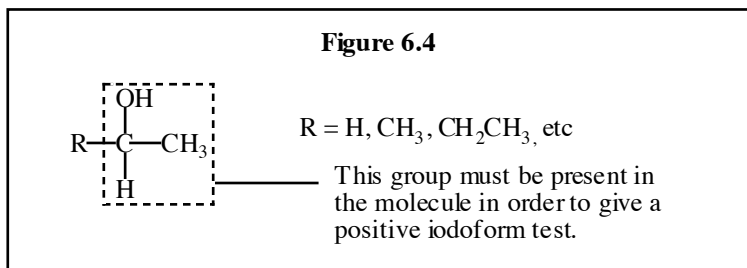 Figure 6.4
OH
R—C—CH₃
H
R = H, CH₃, CH₂CH₃, etc
This group must be present in
the molecule in order to give a
positive iodoform test.